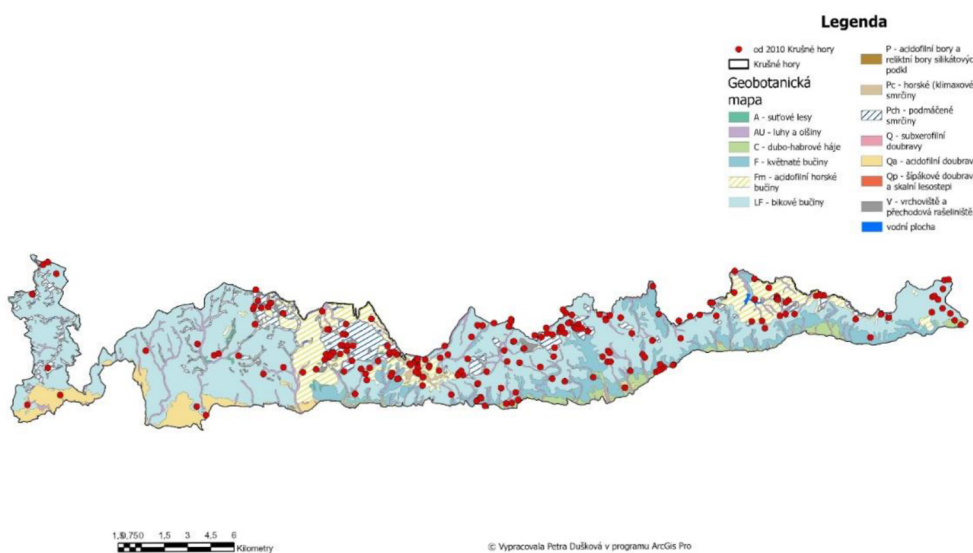 Legenda
od 2010 Krušné hory
Krušné hory
Geobotanická
mapa
A - suťové lesy
AU - luhy a olšiny
C - dubo-habrové háje
F - květnaté bučiny
Fm - acidofilní horské
bučiny
LF - bikové bučiny
P - acidofilní bory a
reliktní bory silikátovýc
podkl
Pc - horské (klimaxové
smrčiny
Pch - podmáčené
smrčiny
Q - subxerofilní
doubravy
Qa - acidofilní doubrav
Qp - šípákové doubrav
a skalní lesostepi
V - vrchoviště a
přechodová rašeliniště
vodní plocha
1,5 3 4,5 6
Kilometry
© Vypracovala Petra Dušková v programu ArcGis Pro